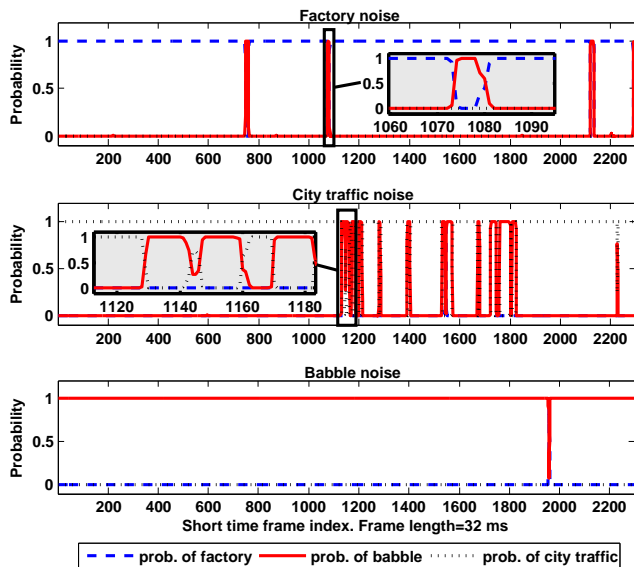 Factory noise
Probability
1
0.5
0
1
0.5
0
1060 1070 1080 1090
200 400 600 800 1000 1200 1400 1600 1800 2000 2200
City traffic noise
Probability
1
0.5
0
1
0.5
0
1120 1140 1160 1180
200 400 600 800 1000 1200 1400 1600 1800 2000 2200
Babble noise
Probability
1
0.5
0
200 400 600 800 1000 1200 1400 1600 1800 2000 2200
Short time frame index. Frame length=32 ms
prob. of factory prob. of babble prob. of city traffic